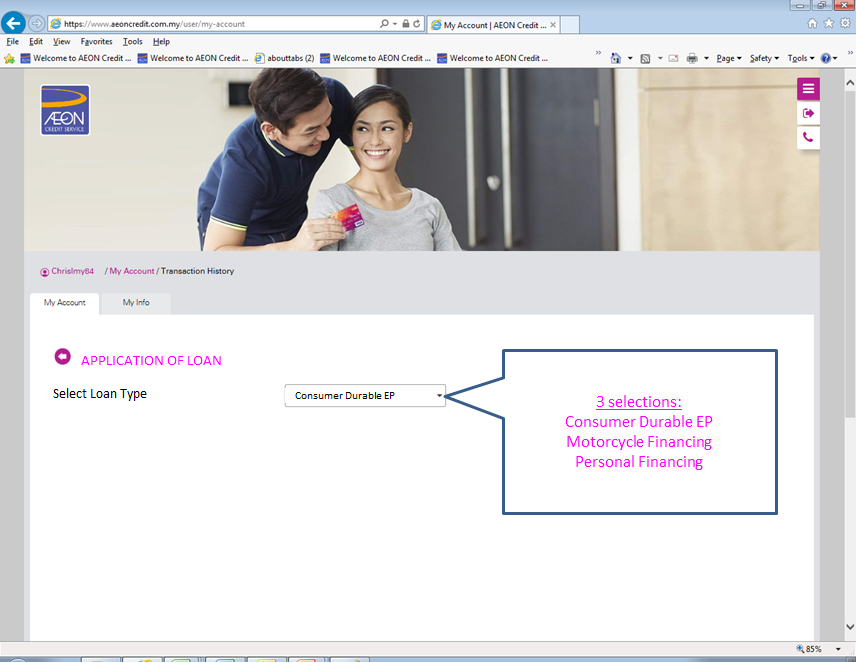 https://www.aeoncredit.com.my/user/my-account
My Account | AEON Credit ...
File Edit View Favorites Tools Help
Welcome to AEON Credit ... Welcome to AEON Credit ... abouttabs (2) Welcome to AEON Credit ... Welcome to AEON Credit ...
Page Safety Tools
ÆON
CREDIT SERVICE
Chrislmy84 / My Account / Transaction History
My Account My Info
APPLICATION OF LOAN
Select Loan Type Consumer Durable EP
3 selections:
Consumer Durable EP
Motorcycle Financing
Personal Financing
85%